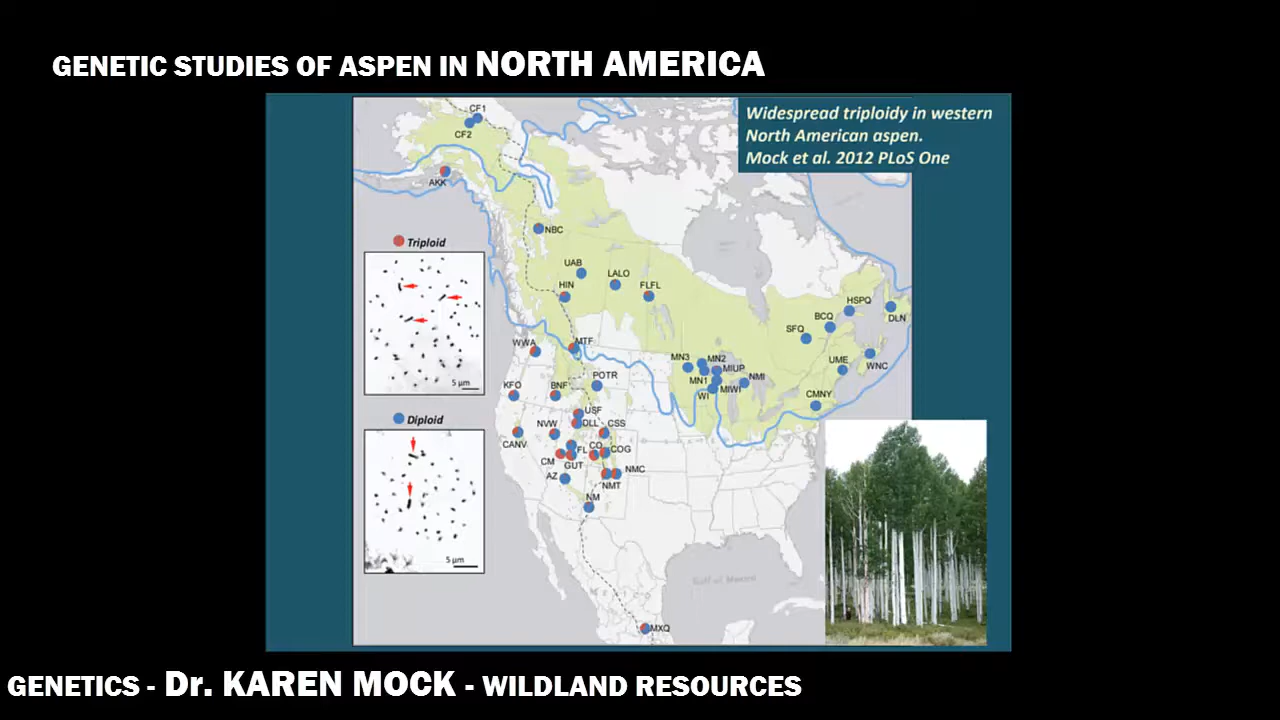 GENETIC STUDIES OF ASPEN IN NORTH AMERICA
Widespread triploidy in western
North American aspen.
Mock et al. 2012 PLoS One
CF1
CF2
AKK
NBC
Triploid
UAB
LALO
HIN
FLFL
HSPQ
BCQ
DLN
SFQ
WWA
MTF
MN3
MN2
MIUP
UME
WNC
5 µm
KFO
BNF
POTR
MN1
MIWI
NMI
WI
CMNY
Diploid
USF
NVW
DLL
CSS
CANV
FL
CO
COG
CM
GUT
NMC
AZ
NMT
NM
5 µm
Gulf of Mexico
MXQ
GENETICS - Dr. KAREN MOCK - WILDLAND RESOURCES